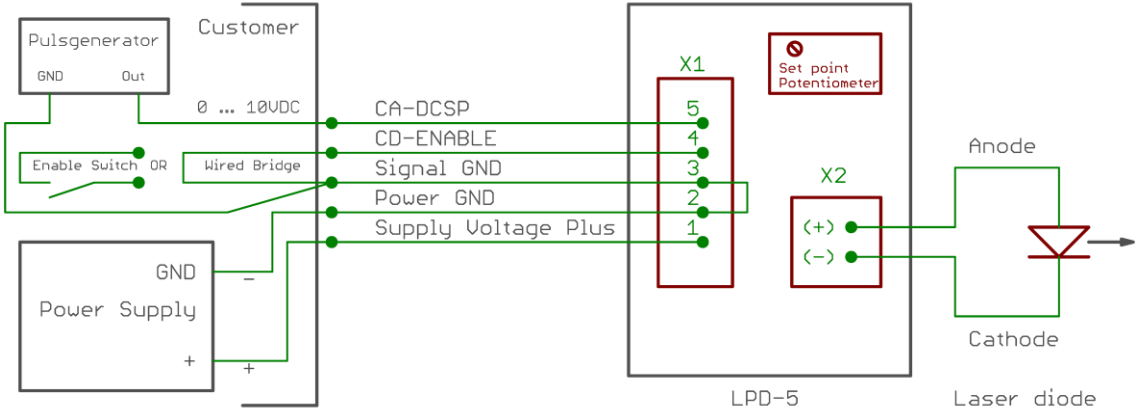 Customer
Pulsgenerator
GND Out
0 ... 10VDC
Enable Switch OR Wired Bridge
GND
-
Power Supply
+ +
CA-DCSP
CD-ENABLE
Signal GND
Power GND
Supply Voltage Plus
X1
5
4
3
2
1
Set point
Potentiometer
X2
(+)
(-)
LPD-5
Anode
Cathode
Laser diode